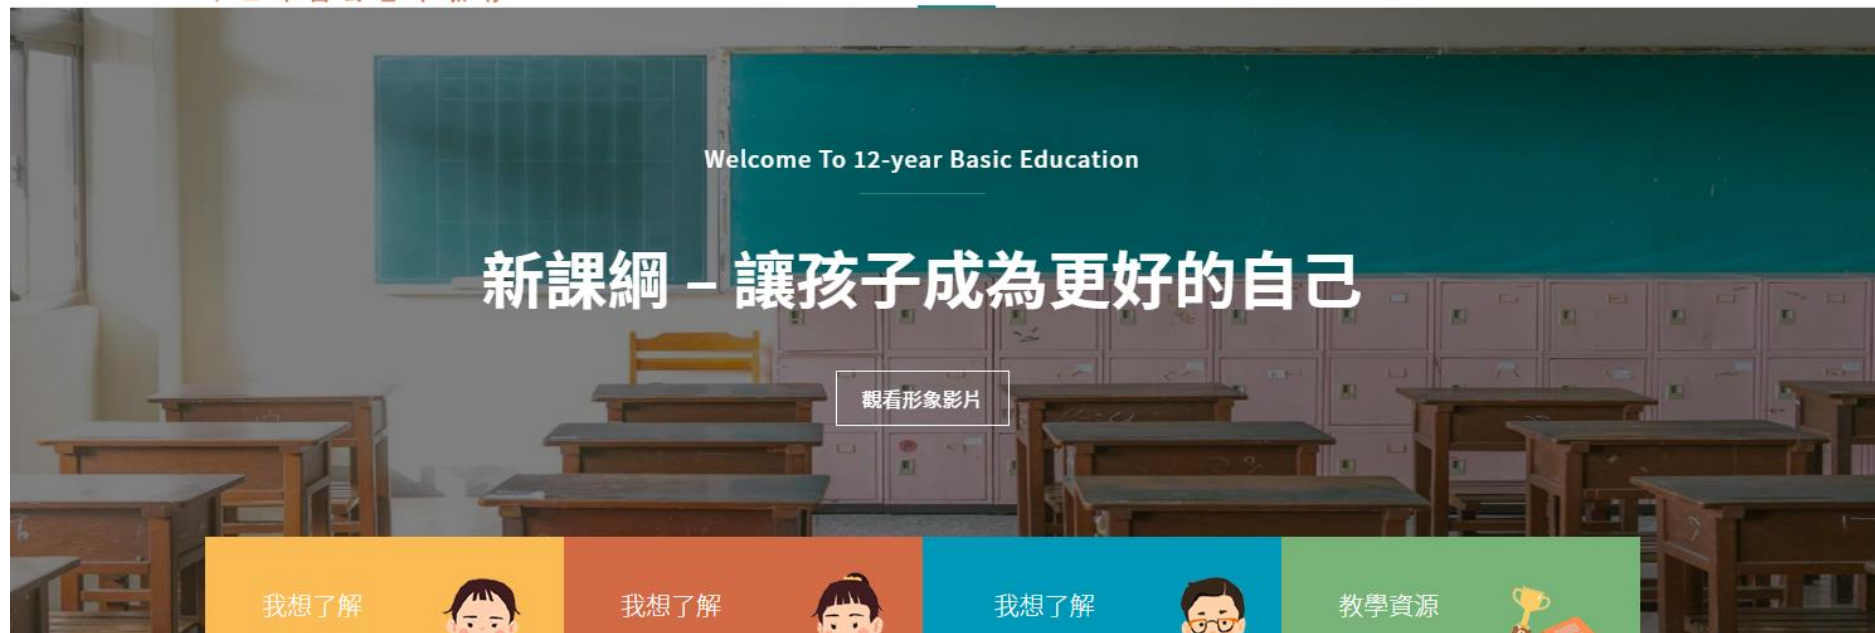 Welcome To 12-year Basic Education
新課綱 – 讓孩子成為更好的自己
觀看形象影片
我想了解
我想了解
我想了解
教學資源